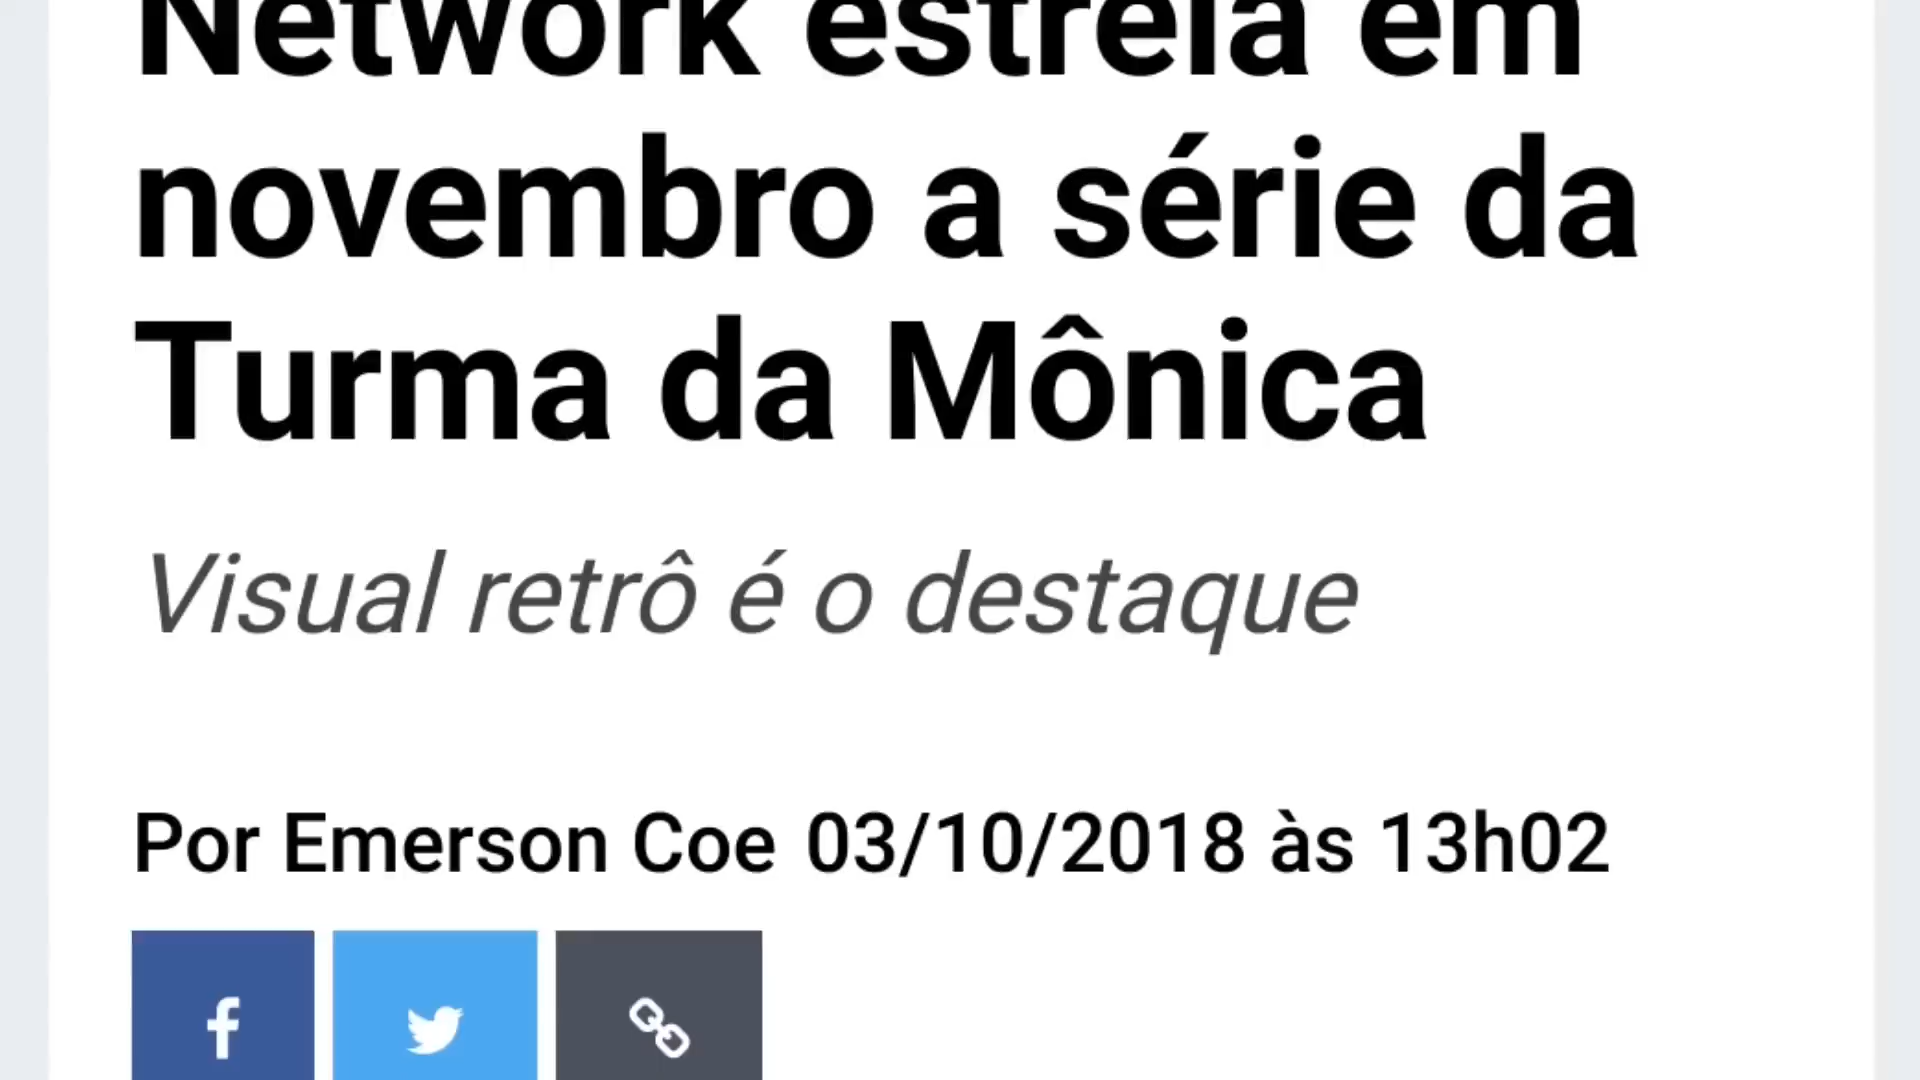 Network estreia em
novembro a série da
Turma da Mônica
Visual retrô é o destaque
Por Emerson Coe 03/10/2018 às 13h02